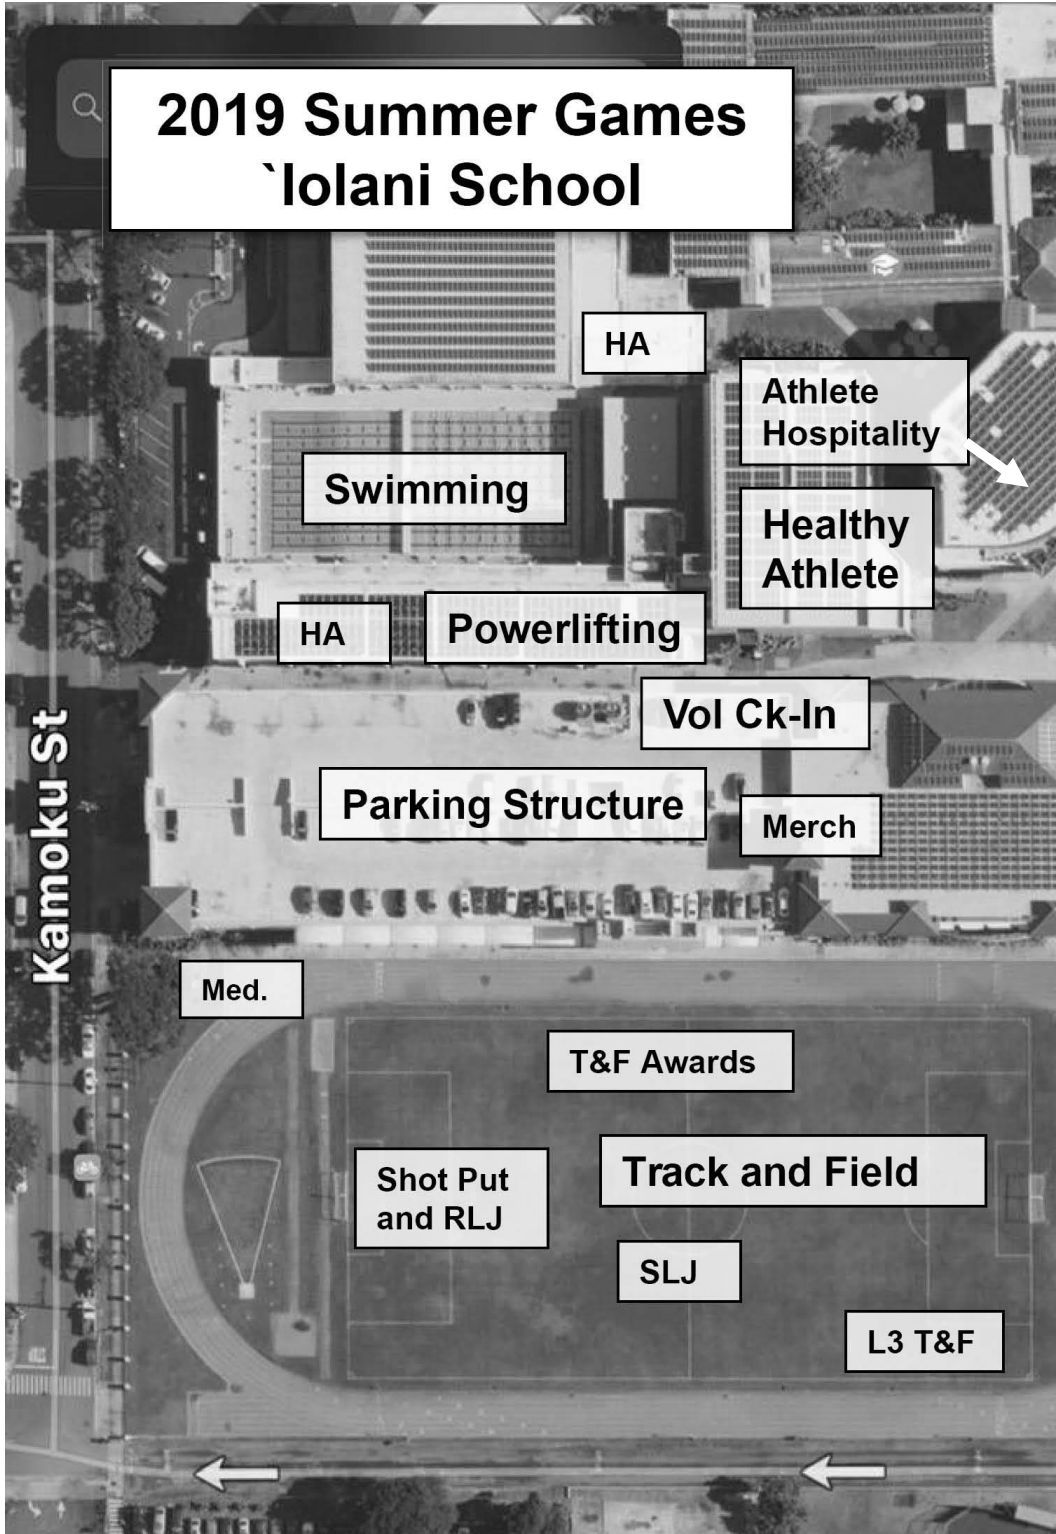 2019 Summer Games
`Iolani School
HA
Athlete
Hospitality
Swimming
Healthy
Athlete
HA
Powerlifting
Vol Ck-In
Parking Structure
Merch
Kamoku St
Med.
T&F Awards
Shot Put
and RLJ
Track and Field
SLJ
L3 T&F